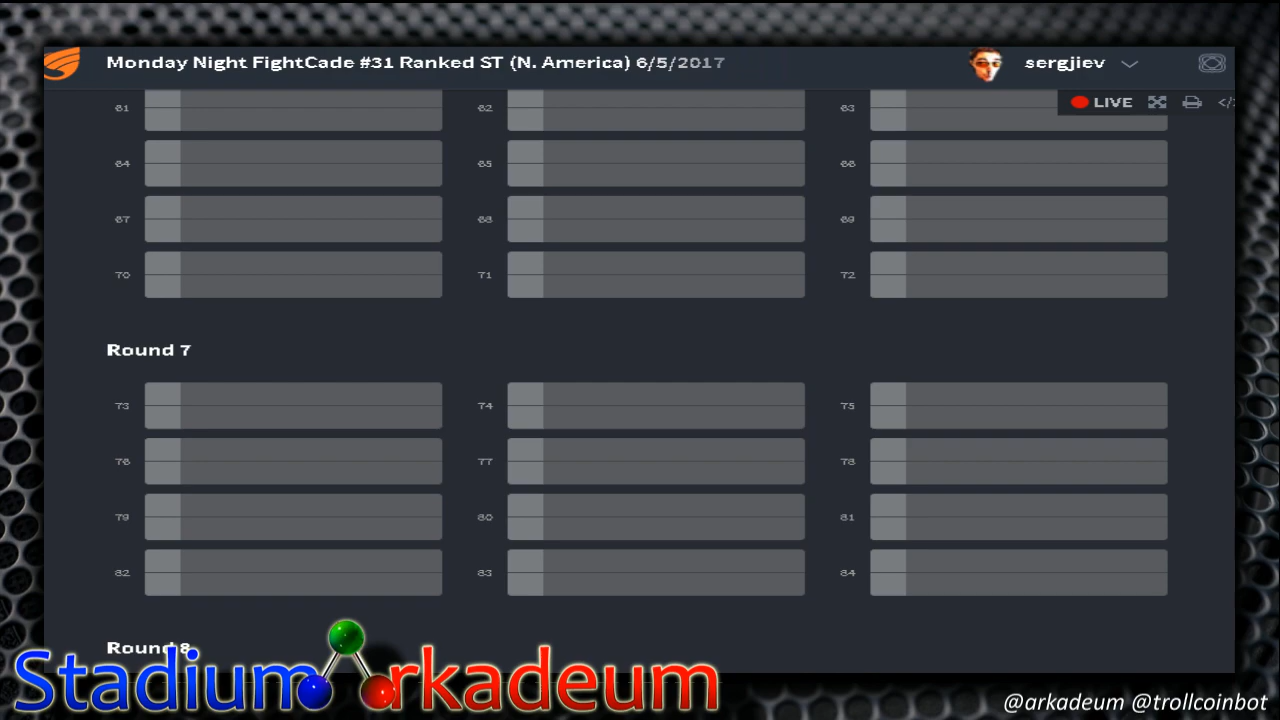 Monday Night FightCade #31 Ranked ST (N. America) 6/5/2017
sergjiev
LIVE
61 62 63
64 65 66
67 68 69
70 71 72
Round 7
73 74 75
76 77 78
79 80 81
82 83 84
Round 8
Stadium Arkadeum
@arkadeum @trollcoinbot